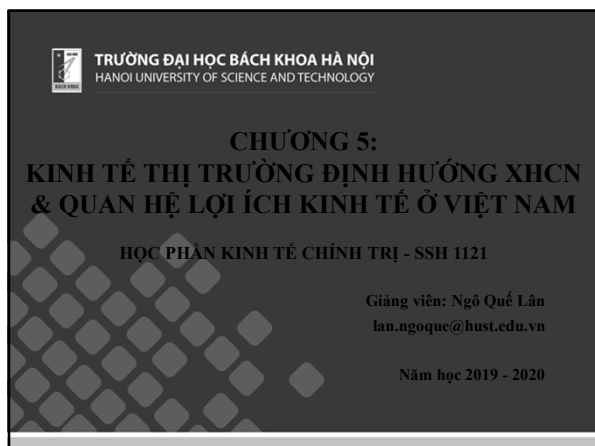 TRƯỜNG ĐẠI HỌC BÁCH KHOA HÀ NỘI
HANOI UNIVERSITY OF SCIENCE AND TECHNOLOGY
BÁCH KHOA
CHƯƠNG 5:
KINH TẾ THỊ TRƯỜNG ĐỊNH HƯỚNG XHCN
& QUAN HỆ LỢI ÍCH KINH TẾ Ở VIỆT NAM
HỌC PHẦN KINH TẾ CHÍNH TRỊ - SSH 1121
Giảng viên: Ngô Quế Lân
lan.ngoque@hust.edu.vn
Năm học 2019 - 2020